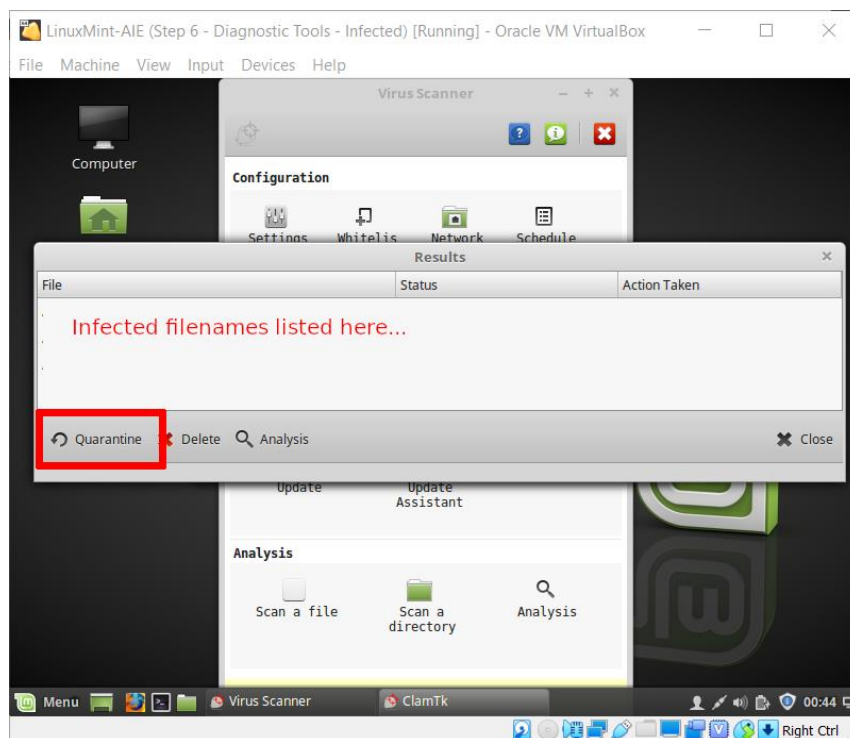 LinuxMint-AIE (Step 6 - Diagnostic Tools - Infected) [Running] - Oracle VM VirtualBox
File Machine View Input Devices Help
Virus Scanner
Computer
Configuration
Settings Whitelis Network Schedule
Results
File Status Action Taken
Infected filenames listed here...
Quarantine Delete Analysis Close
Update Update
Assistant
Analysis
Scan a file Scan a Analysis
directory
Menu Virus Scanner ClamTk 00:44
Right Ctrl